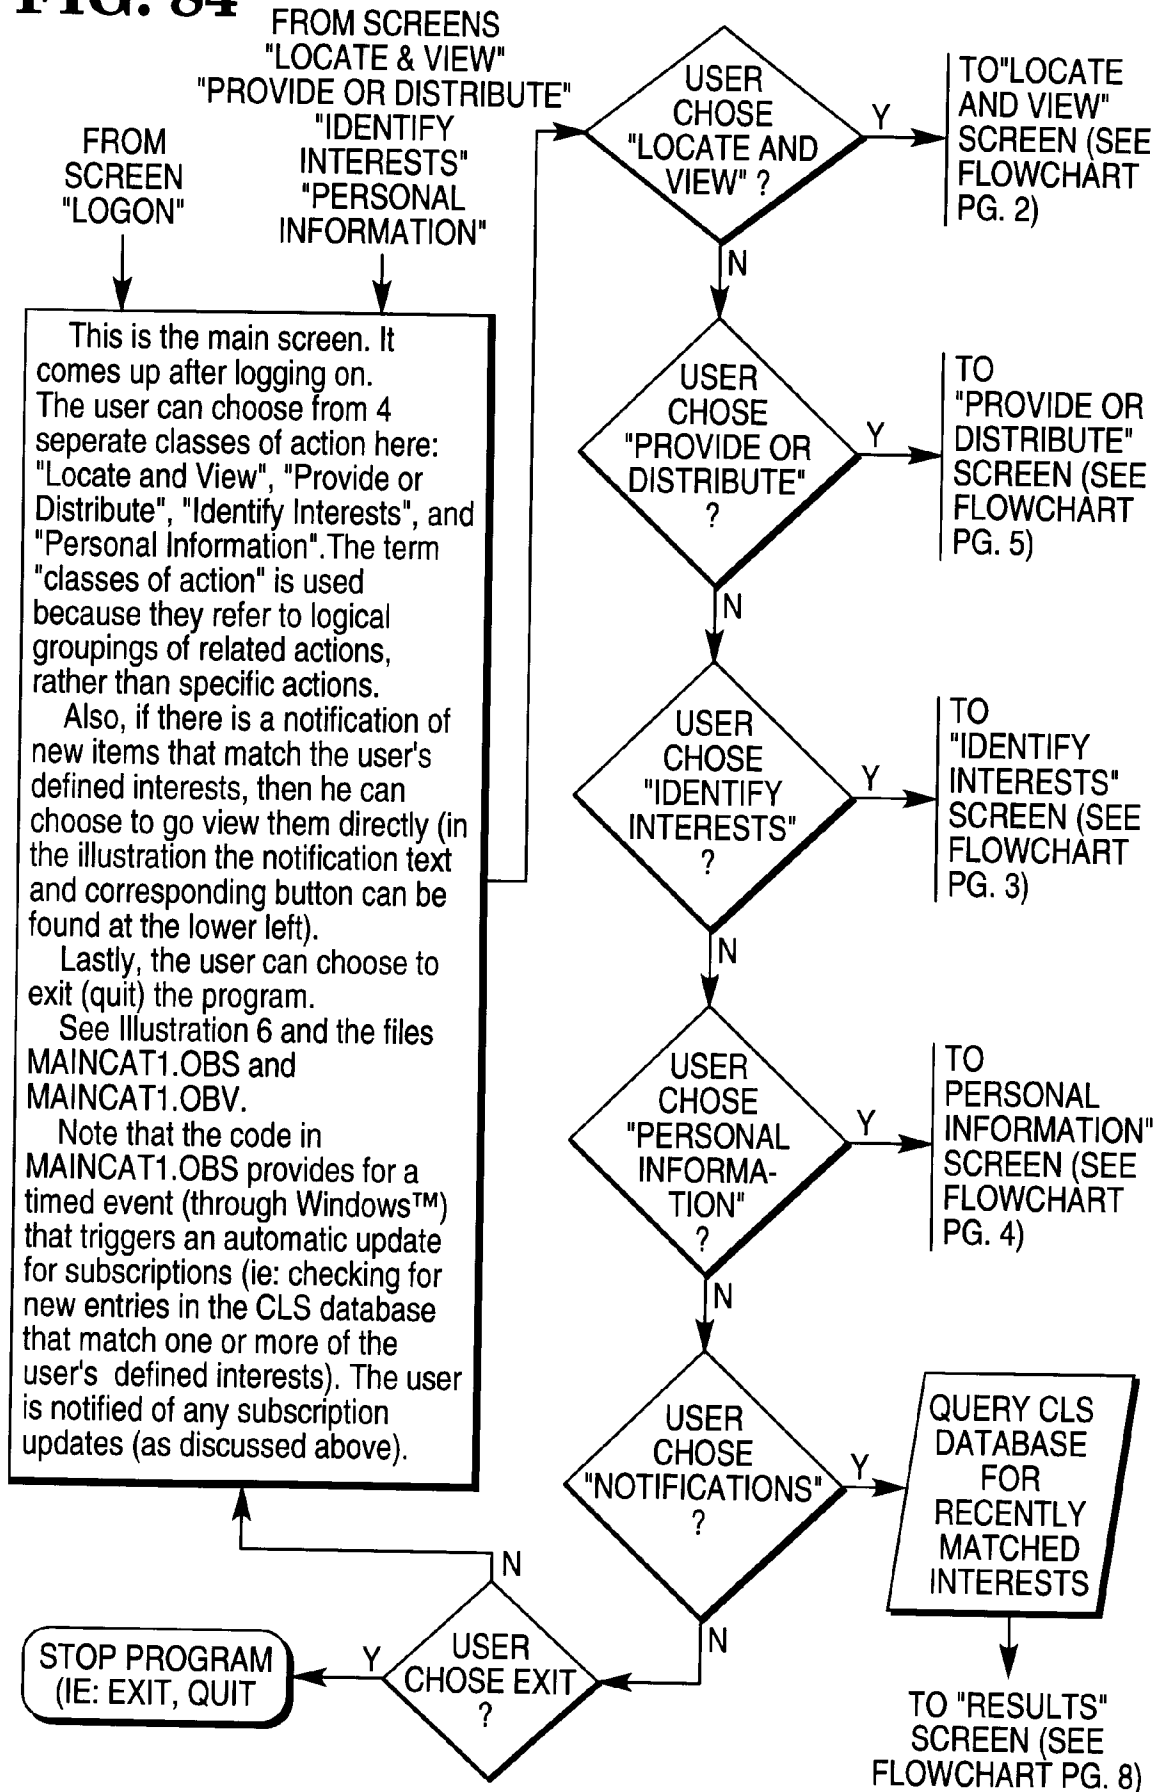 FIG. 84
FROM SCREENS
"LOCATE & VIEW"
"PROVIDE OR DISTRIBUTE"
"IDENTIFY
INTERESTS"
"PERSONAL
INFORMATION"
FROM
SCREEN
"LOGON"
This is the main screen. It
comes up after logging on.
The user can choose from 4
seperate classes of action here:
"Locate and View", "Provide or
Distribute", "Identify Interests", and
"Personal Information".The term
"classes of action" is used
because they refer to logical
groupings of related actions,
rather than specific actions.
Also, if there is a notification of
new items that match the user's
defined interests, then he can
choose to go view them directly (in
the illustration the notification text
and corresponding button can be
found at the lower left).
Lastly, the user can choose to
exit (quit) the program.
See Illustration 6 and the files
MAINCAT1.OBS and
MAINCAT1.OBV.
Note that the code in
MAINCAT1.OBS provides for a
timed event (through Windows™)
that triggers an automatic update
for subscriptions (ie: checking for
new entries in the CLS database
that match one or more of the
user's defined interests). The user
is notified of any subscription
updates (as discussed above).
USER
CHOSE
"LOCATE AND
VIEW" ?
Y
TO"LOCATE
AND VIEW"
SCREEN (SEE
FLOWCHART
PG. 2)
N
USER
CHOSE
"PROVIDE OR
DISTRIBUTE"
?
Y
TO
"PROVIDE OR
DISTRIBUTE"
SCREEN (SEE
FLOWCHART
PG. 5)
N
USER
CHOSE
"IDENTIFY
INTERESTS"
?
Y
TO
"IDENTIFY
INTERESTS"
SCREEN (SEE
FLOWCHART
PG. 3)
N
USER
CHOSE
"PERSONAL
INFORMA-
TION"
?
Y
TO
PERSONAL
INFORMATION"
SCREEN (SEE
FLOWCHART
PG. 4)
N
USER
CHOSE
"NOTIFICATIONS"
?
Y
QUERY CLS
DATABASE
FOR
RECENTLY
MATCHED
INTERESTS
TO "RESULTS"
SCREEN (SEE
FLOWCHART PG. 8)
N
USER
CHOSE EXIT
?
N
Y
STOP PROGRAM
(IE: EXIT, QUIT